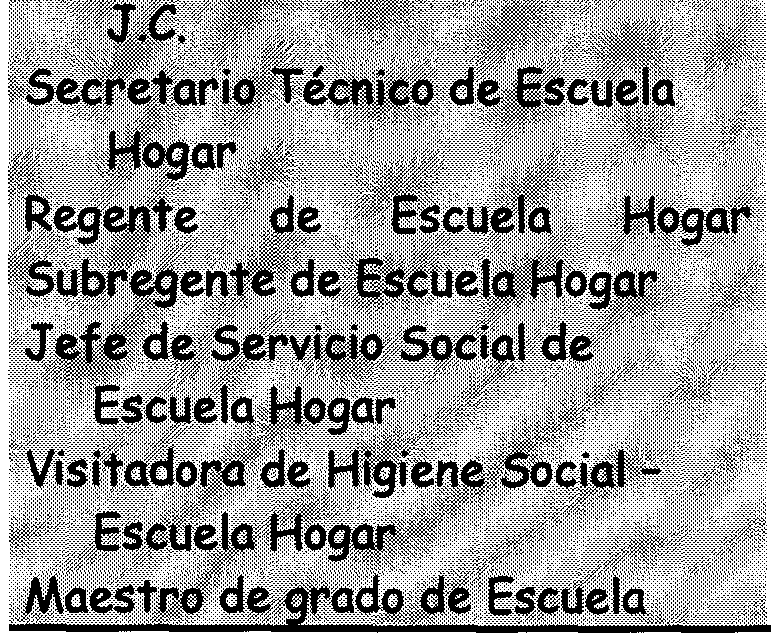 J.C.
Secretario Técnico de Escuela
Hogar
Regente de Escuela Hogar
Subregente de Escuela Hogar
Jefe de Servicio Social de
Escuela Hogar
Visitadora de Higiene Social –
Escuela Hogar
Maestro de grado de Escuela